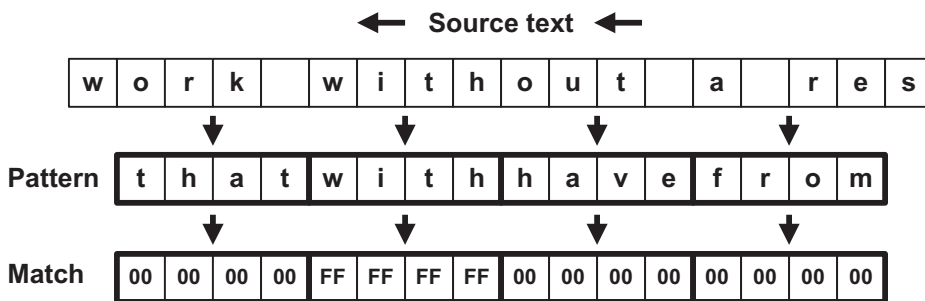 Source text
w o r k w i t h o u t a r e s
Pattern t h a t w i t h h a v e f r o m
Match 00 00 00 00 FF FF FF FF 00 00 00 00 00 00 00 00